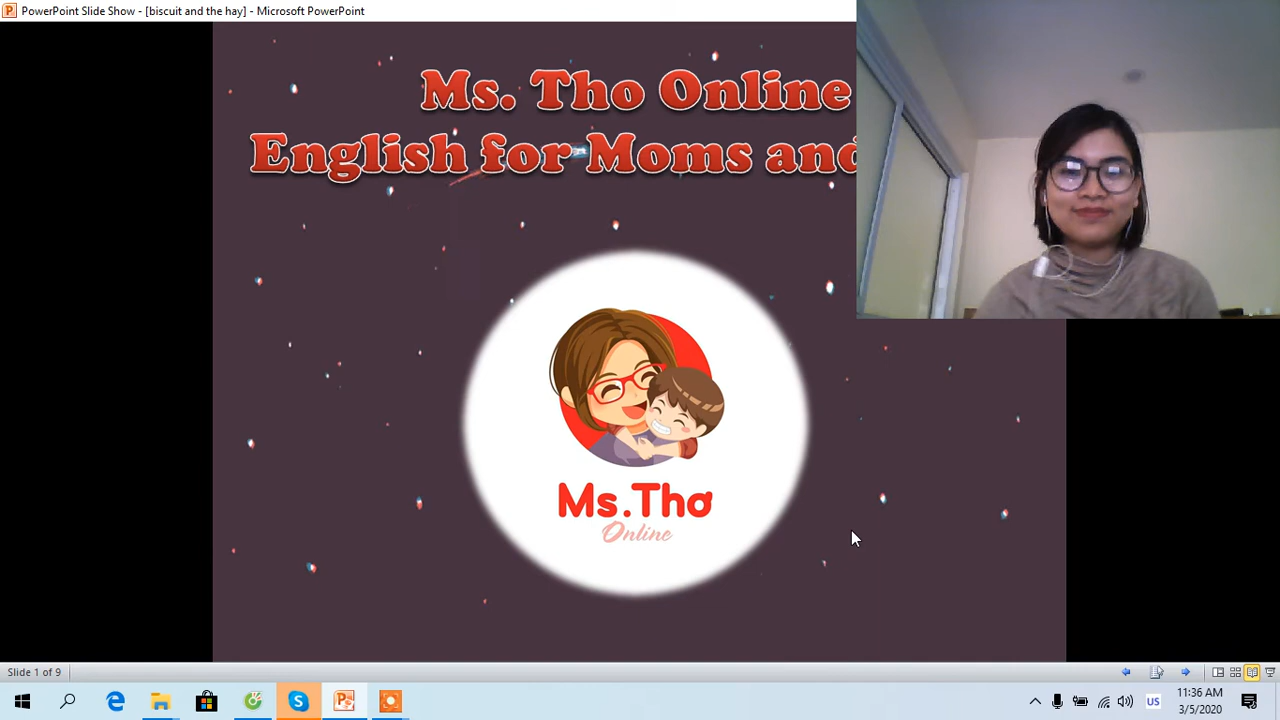 PowerPoint Slide Show - [biscuit and the hay] - Microsoft PowerPoint
Ms. Tho Online
English for Moms and
Ms.Thơ
Online
Slide 1 of 9
US
11:36 AM
3/5/2020